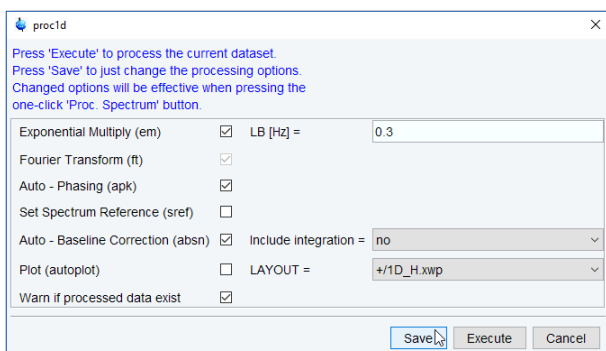 proc1d
Press 'Execute' to process the current dataset.
Press 'Save' to just change the processing options.
Changed options will be effective when pressing the
one-click 'Proc. Spectrum' button.
Exponential Multiply (em) LB [Hz] = 0.3
Fourier Transform (ft)
Auto - Phasing (apk)
Set Spectrum Reference (sref)
Auto - Baseline Correction (absn) Include integration = no
Plot (autoplot) LAYOUT = +/1D_H.xwp
Warn if processed data exist
Save Execute Cancel